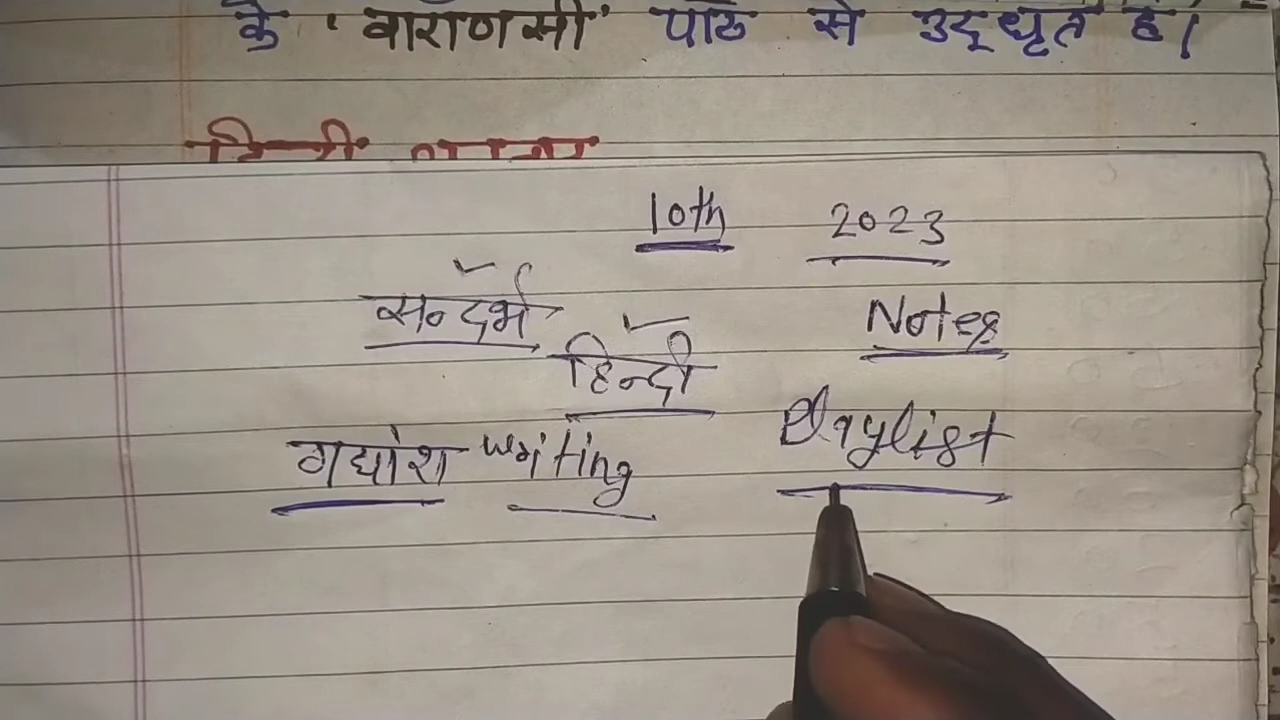 के 'वाराणसी' पाठ से उद्धृत है।
10th 2023
सन्दर्भ
Notes
हिन्दी
Playlist
गद्यांश writing